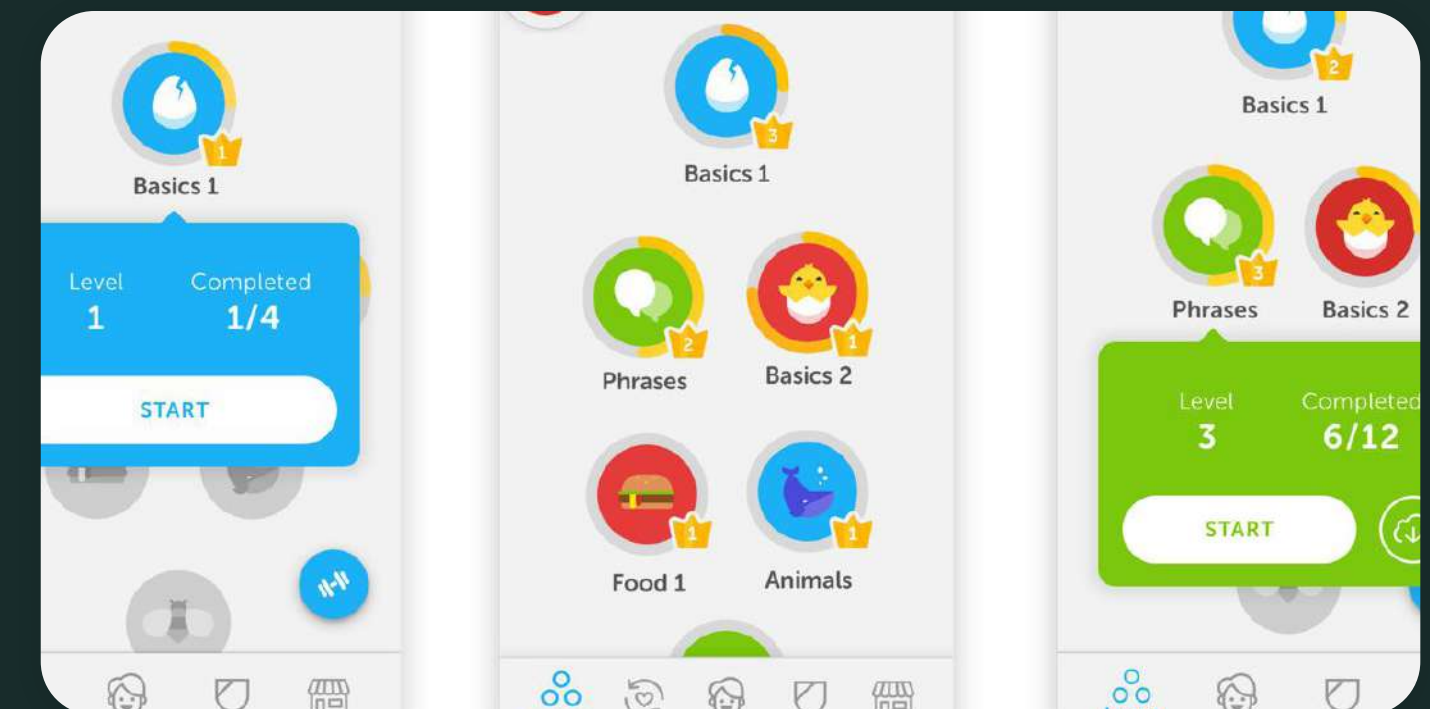 1
Basics 1
Level Completed
1 1/4
START
3
Basics 1
2 1
Phrases Basics 2
1 1
Food 1 Animals
2
Basics 1
3
Phrases Basics 2
Level Completed
3 6/12
START